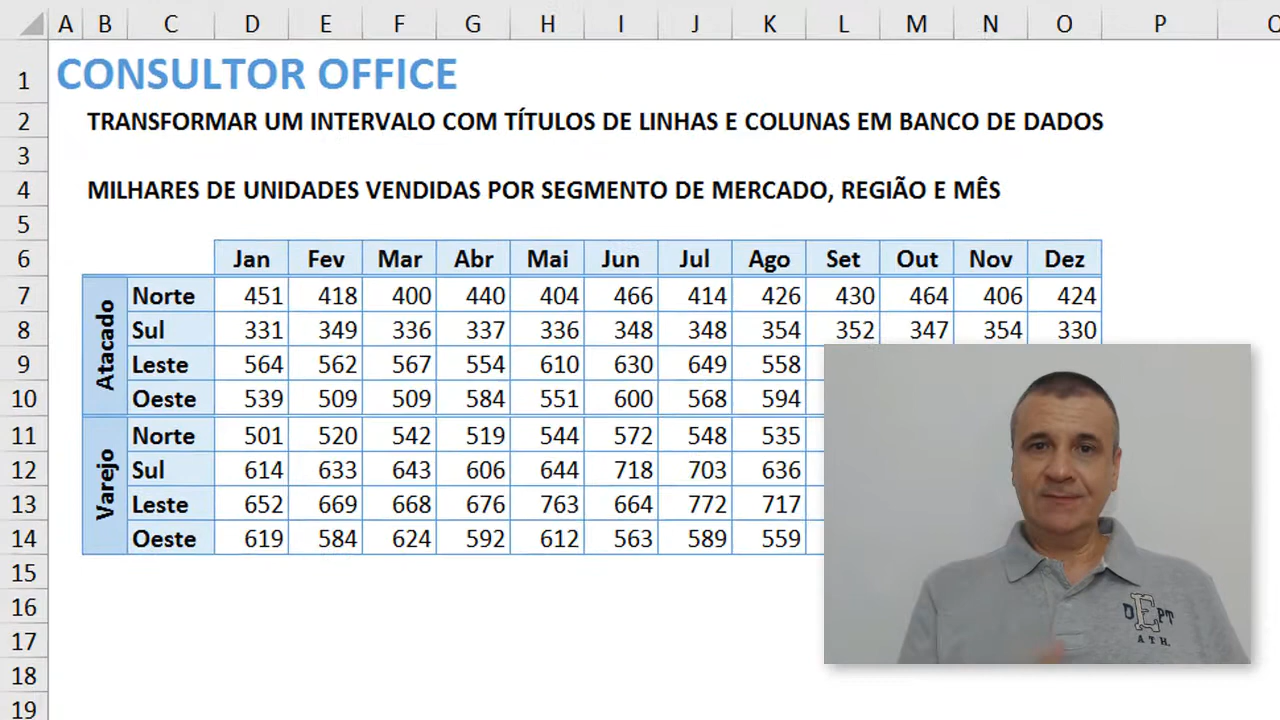 A B C D E F G H I J K L M N O P Q
1 CONSULTOR OFFICE
2 TRANSFORMAR UM INTERVALO COM TÍTULOS DE LINHAS E COLUNAS EM BANCO DE DADOS
3
4 MILHARES DE UNIDADES VENDIDAS POR SEGMENTO DE MERCADO, REGIÃO E MÊS
5
6 Jan Fev Mar Abr Mai Jun Jul Ago Set Out Nov Dez
Atacado
7 Norte 451 418 400 440 404 466 414 426 430 464 406 424
8 Sul 331 349 336 337 336 348 348 354 352 347 354 330
9 Leste 564 562 567 554 610 630 649 558
10 Oeste 539 509 509 584 551 600 568 594
Varejo
11 Norte 501 520 542 519 544 572 548 535
12 Sul 614 633 643 606 644 718 703 636
13 Leste 652 669 668 676 763 664 772 717
14 Oeste 619 584 624 592 612 563 589 559
15
16
17
18
19
DEPT
ATH.